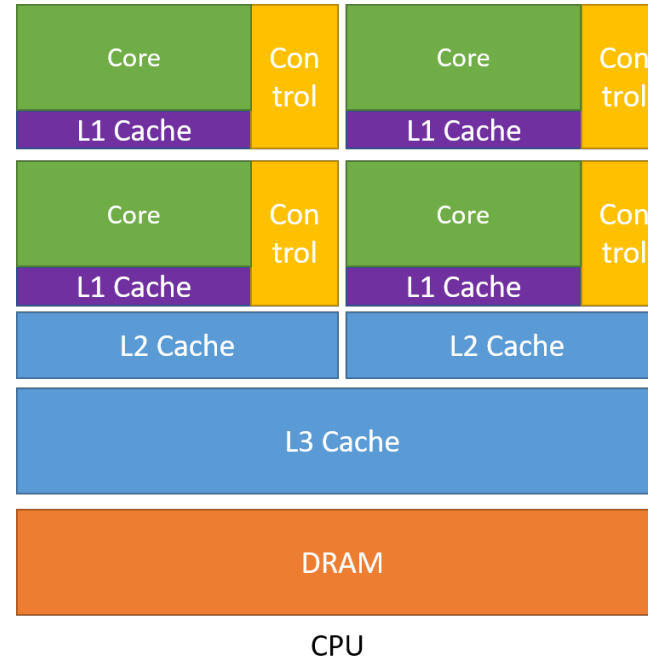 Core
Con
trol
L1 Cache
Core
Con
trol
L1 Cache
Core
Con
trol
L1 Cache
Core
Con
trol
L1 Cache
L2 Cache
L2 Cache
L3 Cache
DRAM
CPU